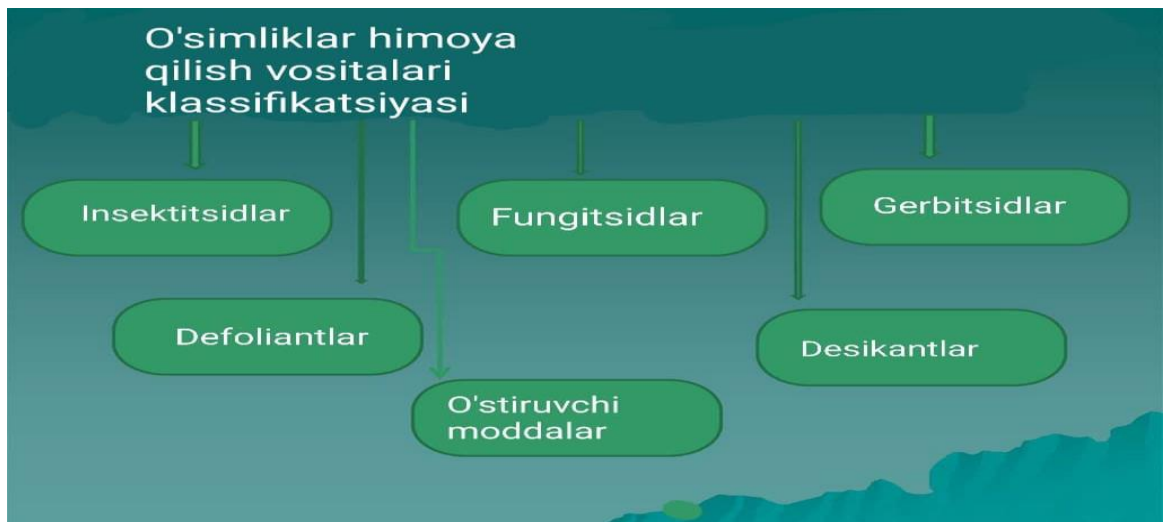 O'simliklar himoya
qilish vositalari
klassifikatsiyasi
Insektitsidlar
Fungitsidlar
Gerbitsidlar
Defoliantlar
Desikantlar
O'stiruvchi
moddalar